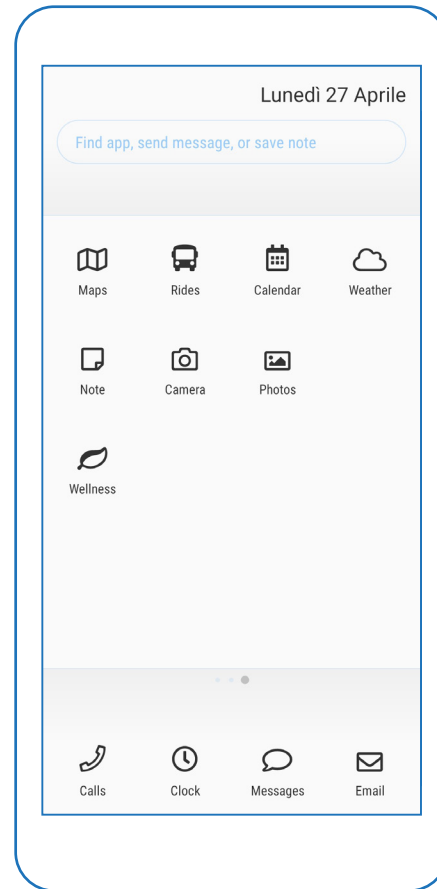 Lunedì 27 Aprile
Find app, send message, or save note
Maps Rides Calendar Weather
Note Camera Photos
Wellness
Calls Clock Messages Email